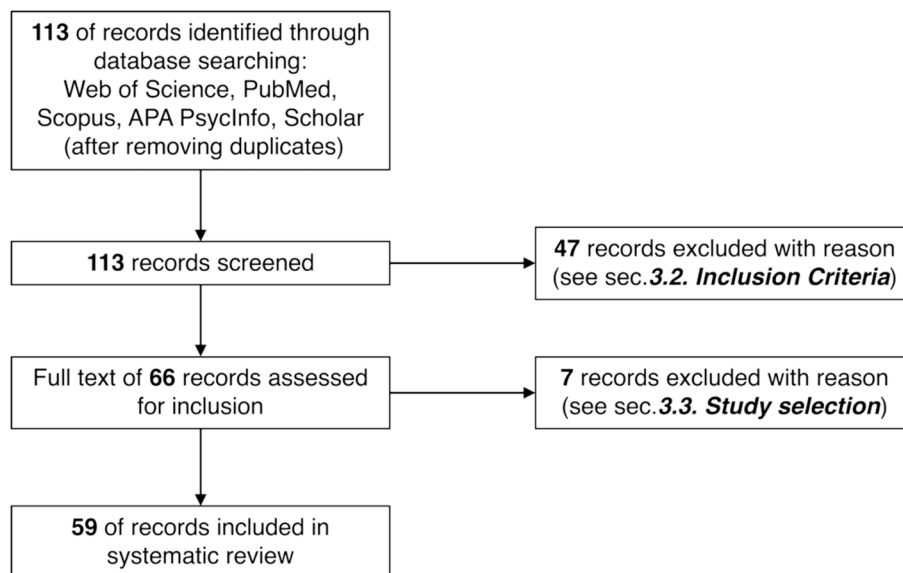 113 of records identified through
database searching:
Web of Science, PubMed,
Scopus, APA PsycInfo, Scholar
(after removing duplicates)
113 records screened
47 records excluded with reason
(see sec.3.2. Inclusion Criteria)
Full text of 66 records assessed
for inclusion
7 records excluded with reason
(see sec.3.3. Study selection)
59 of records included in
systematic review